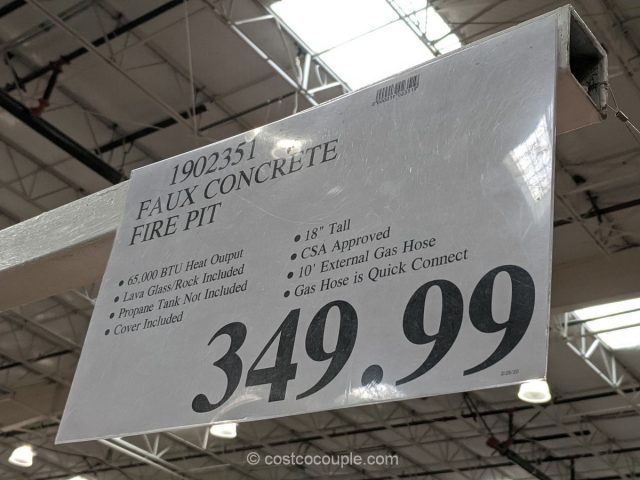 1902351
FAUX CONCRETE
FIRE PIT
• 65,000 BTU Heat Output
• Lava Glass/Rock Included
• Propane Tank Not Included
• Cover Included
• 18" Tall
• CSA Approved
• 10' External Gas Hose
• Gas Hose is Quick Connect
349.99
© costcocouple.com